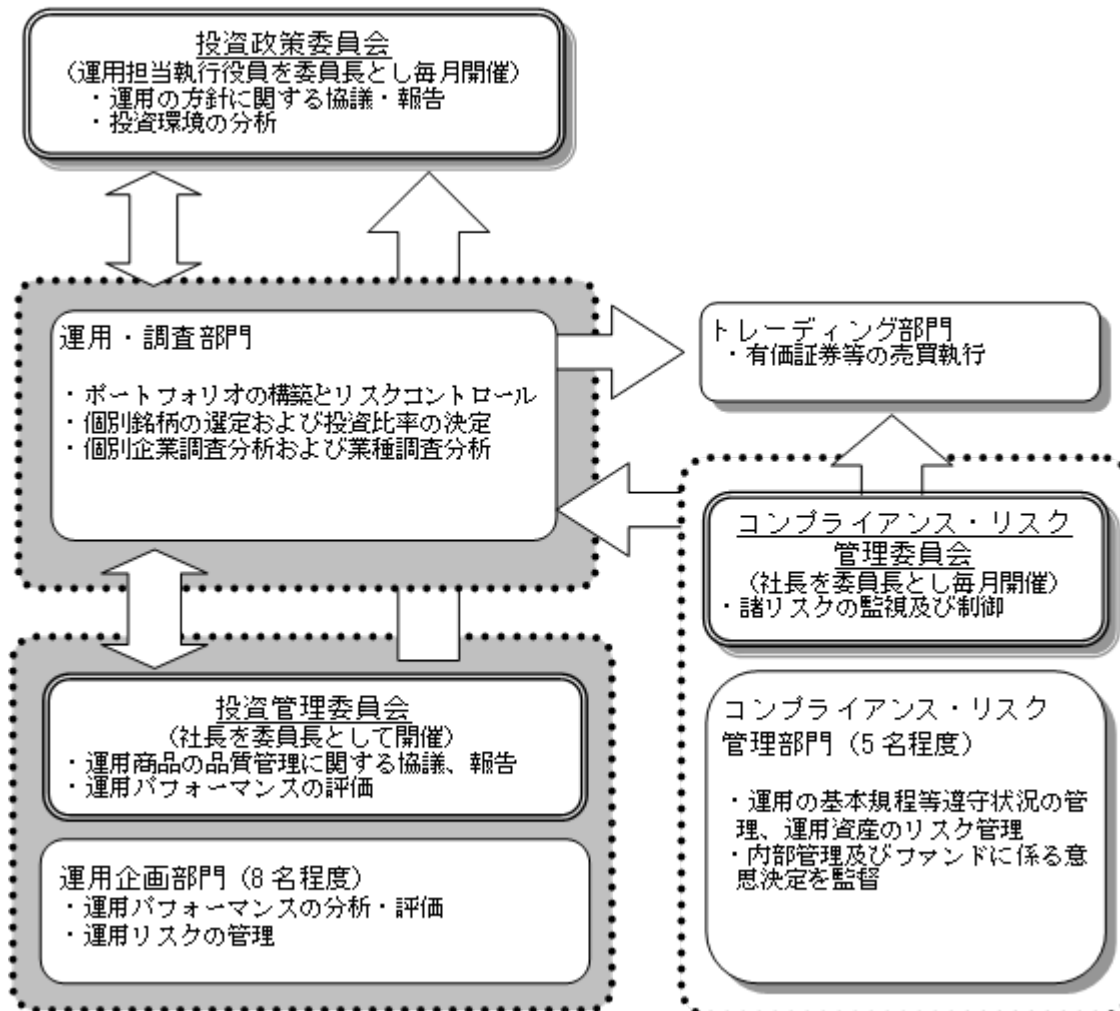 投資政策委員会
(運用担当執行役員を委員長とし毎月開催)
・運用の方針に関する協議・報告
・投資環境の分析
運用・調査部門
・ポートフォリオの構築とリスクコントロール
・個別銘柄の選定および投資比率の決定
・個別企業調査分析および業種調査分析
トレーディング部門
・有価証券等の売買執行
コンプライアンス・リスク
管理委員会
(社長を委員長とし毎月開催)
・諸リスクの監視及び制御
投資管理委員会
(社長を委員長として開催)
・運用商品の品質管理に関する協議、報告
・運用パフォーマンスの評価
運用企画部門(8名程度)
・運用パフォーマンスの分析・評価
・運用リスクの管理
コンプライアンス・リスク
管理部門(5名程度)
・運用の基本規程等遵守状況の管
理、運用資産のリスク管理
・内部管理及びファンドに係る意
思決定を監督